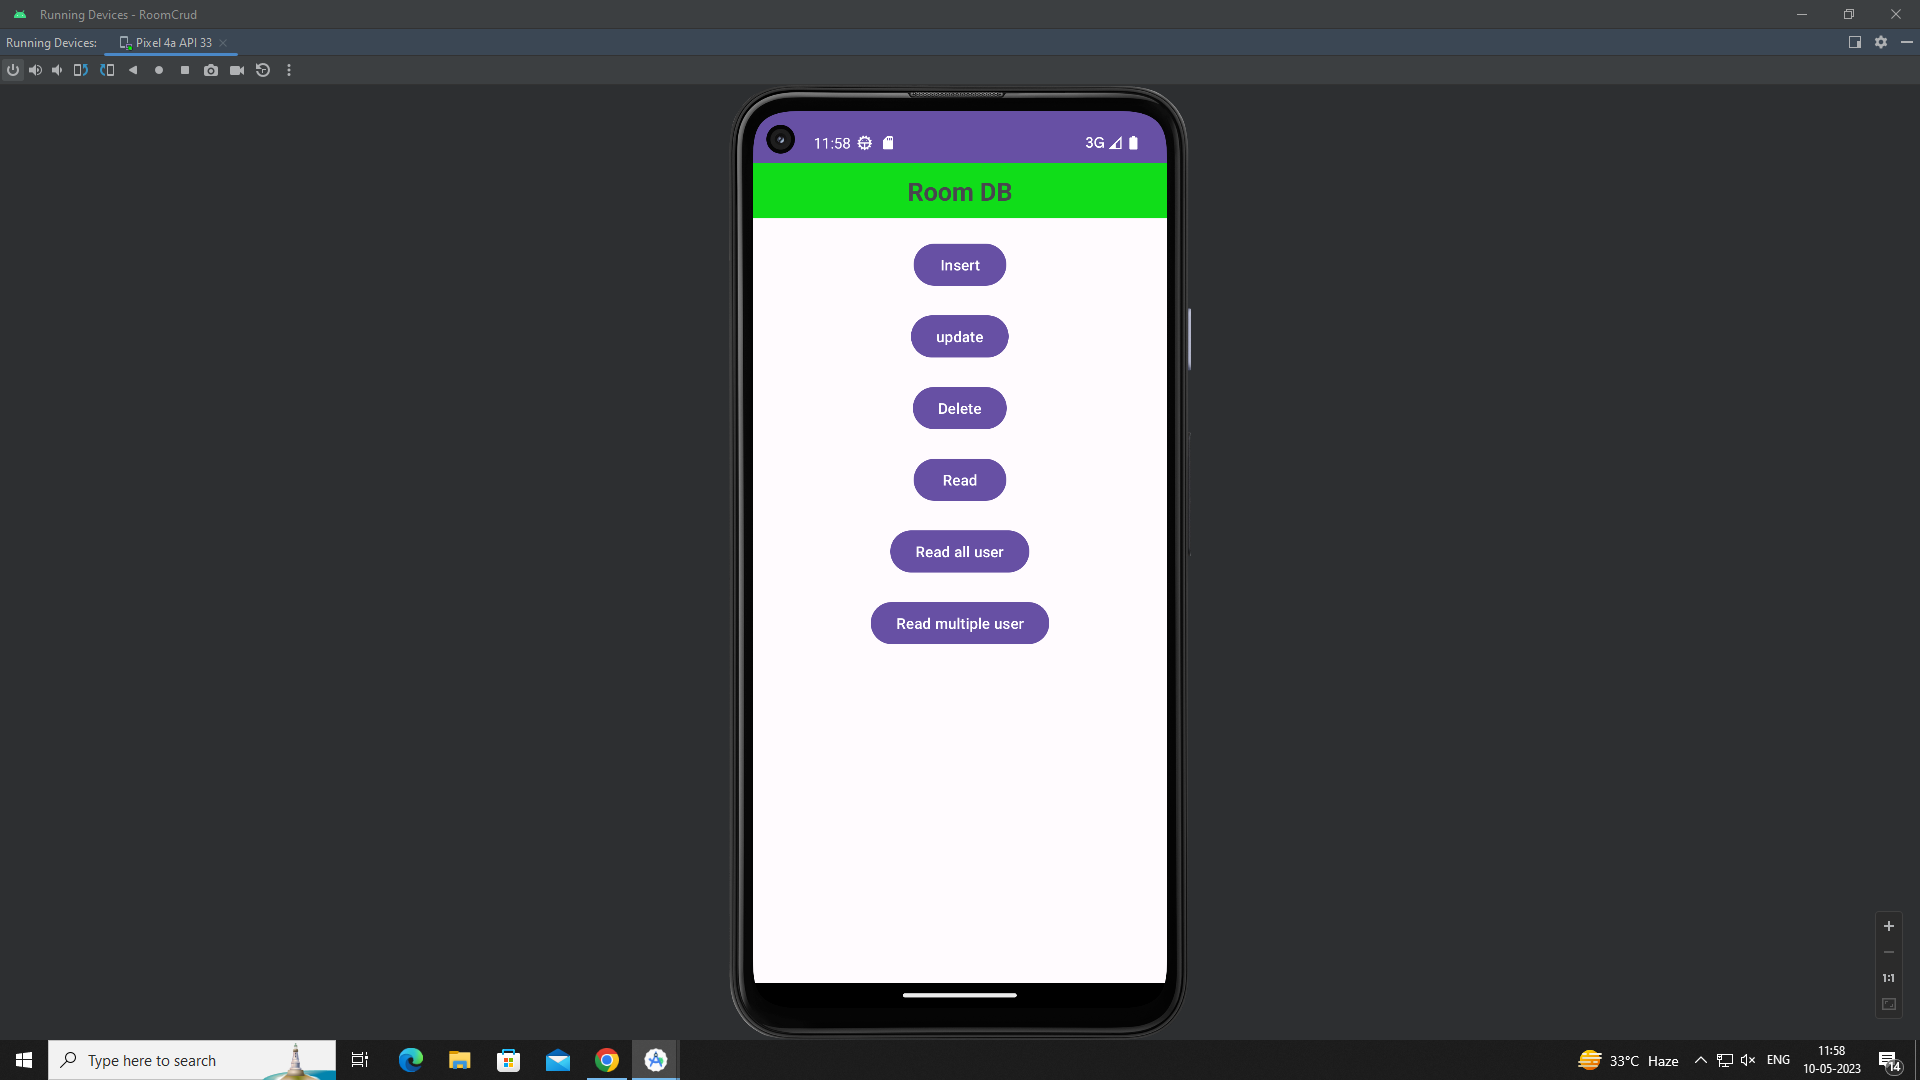 Running Devices - RoomCrud
Running Devices: Pixel 4a API 33
11:58 3G
Room DB
Insert
update
Delete
Read
Read all user
Read multiple user
1:1
Type here to search
33°C Haze ENG 11:58
10-05-2023 14